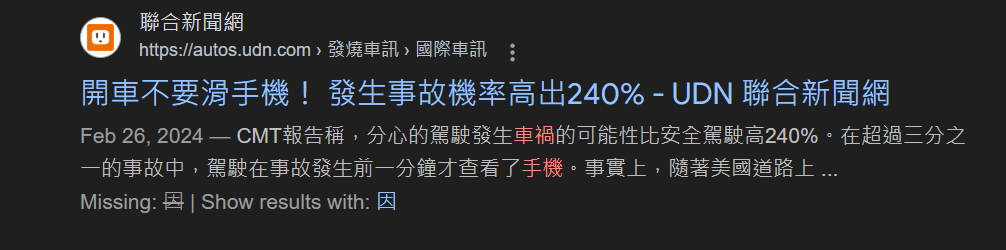 聯合新聞網
https://autos.udn.com › 發燒車訊 › 國際車訊
開車不要滑手機！ 發生事故機率高出240% - UDN 聯合新聞網
Feb 26, 2024 — CMT報告稱，分心的駕駛發生車禍的可能性比安全駕駛高240%。在超過三分之
一的事故中，駕駛在事故發生前一分鐘才查看了手機。事實上，隨著美國道路上 ...
Missing: 因 | Show results with: 因